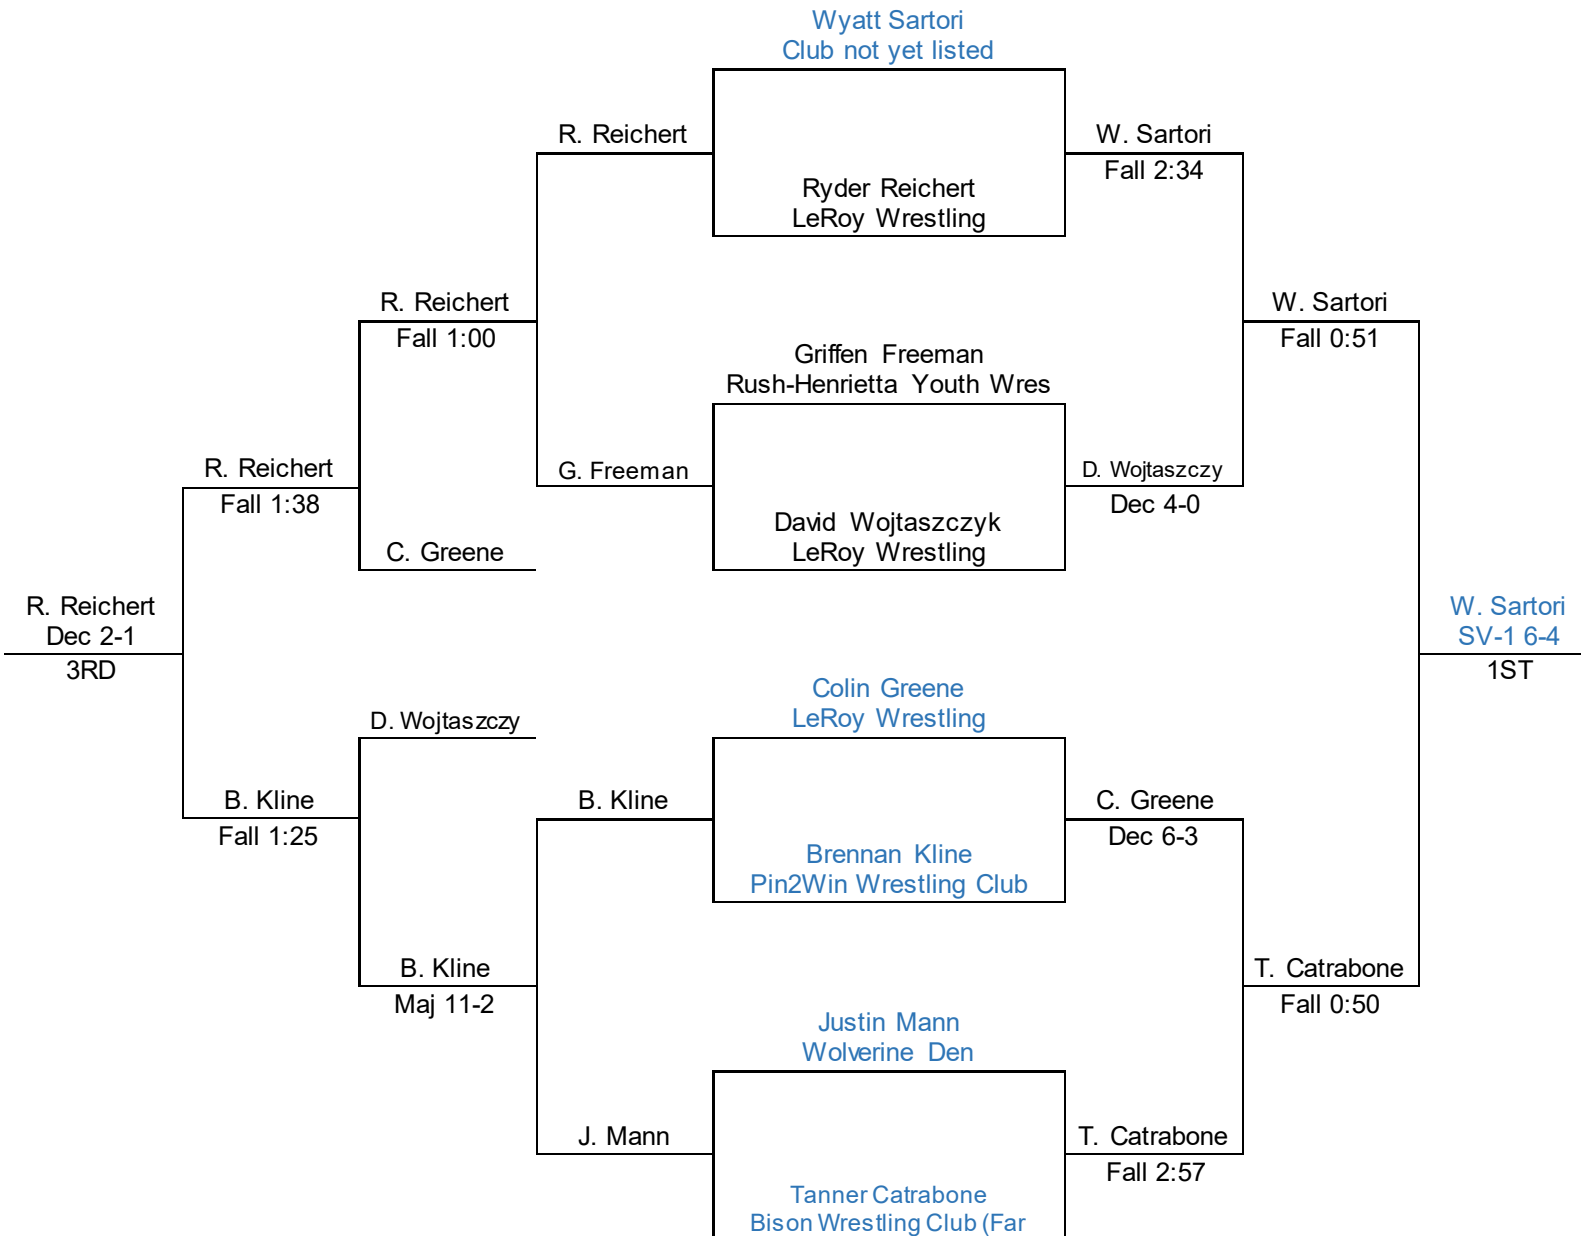 Wyatt Sartori
Club not yet listed
R. Reichert
W. Sartori
Fall 2:34
Ryder Reichert
LeRoy Wrestling
R. Reichert
Fall 1:00
W. Sartori
Fall 0:51
Griffen Freeman
Rush-Henrietta Youth Wres
R. Reichert
Fall 1:38
G. Freeman
D. Wojtaszczy
Dec 4-0
David Wojtaszczyk
LeRoy Wrestling
C. Greene
R. Reichert
Dec 2-1
3RD
W. Sartori
SV-1 6-4
1ST
Colin Greene
LeRoy Wrestling
D. Wojtaszczy
B. Kline
Fall 1:25
B. Kline
C. Greene
Dec 6-3
Brennan Kline
Pin2Win Wrestling Club
B. Kline
Maj 11-2
T. Catrabone
Fall 0:50
Justin Mann
Wolverine Den
J. Mann
T. Catrabone
Fall 2:57
Tanner Catrabone
Bison Wrestling Club (Far